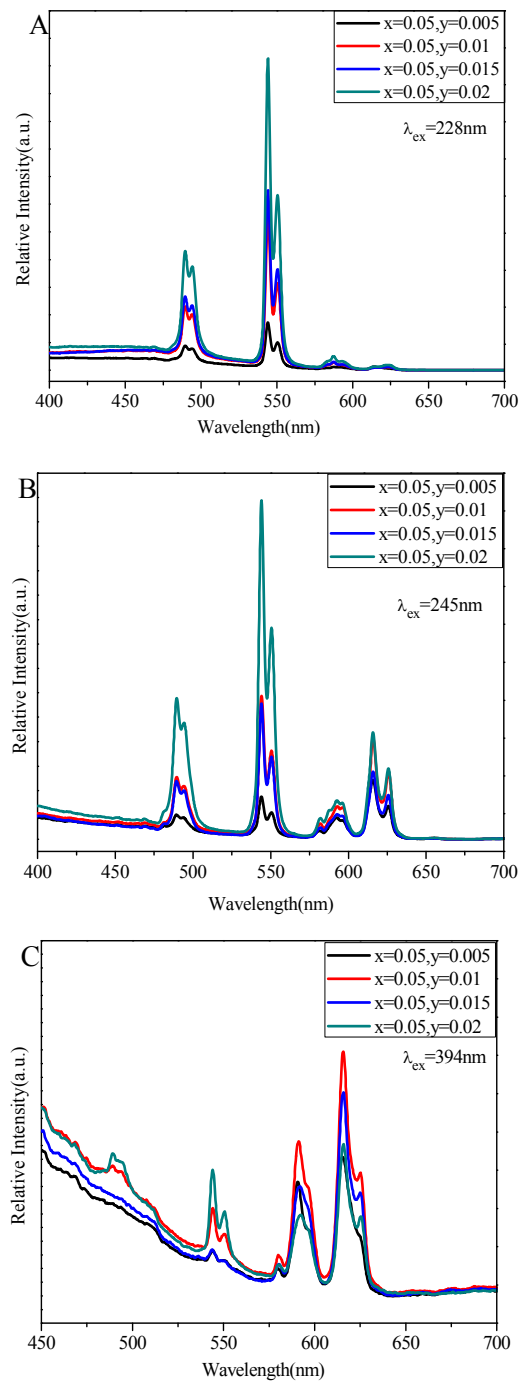 A
x=0.05,y=0.005
x=0.05,y=0.01
x=0.05,y=0.015
x=0.05,y=0.02
λex=228nm
Relative Intensity(a.u.)
400 450 500 550 600 650 700
Wavelength(nm)
B
x=0.05,y=0.005
x=0.05,y=0.01
x=0.05,y=0.015
x=0.05,y=0.02
λex=245nm
Relative Intensity(a.u.)
400 450 500 550 600 650 700
Wavelength(nm)
C
x=0.05,y=0.005
x=0.05,y=0.01
x=0.05,y=0.015
x=0.05,y=0.02
λex=394nm
Relative Intensity(a.u.)
450 500 550 600 650 700
Wavelength(nm)